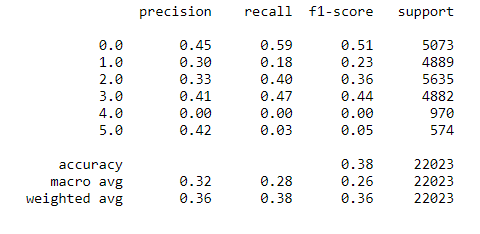 precision recall f1-score support
0.0 0.45 0.59 0.51 5073
1.0 0.30 0.18 0.23 4889
2.0 0.33 0.40 0.36 5635
3.0 0.41 0.47 0.44 4882
4.0 0.00 0.00 0.00 970
5.0 0.42 0.03 0.05 574
accuracy 0.38 22023
macro avg 0.32 0.28 0.26 22023
weighted avg 0.36 0.38 0.36 22023